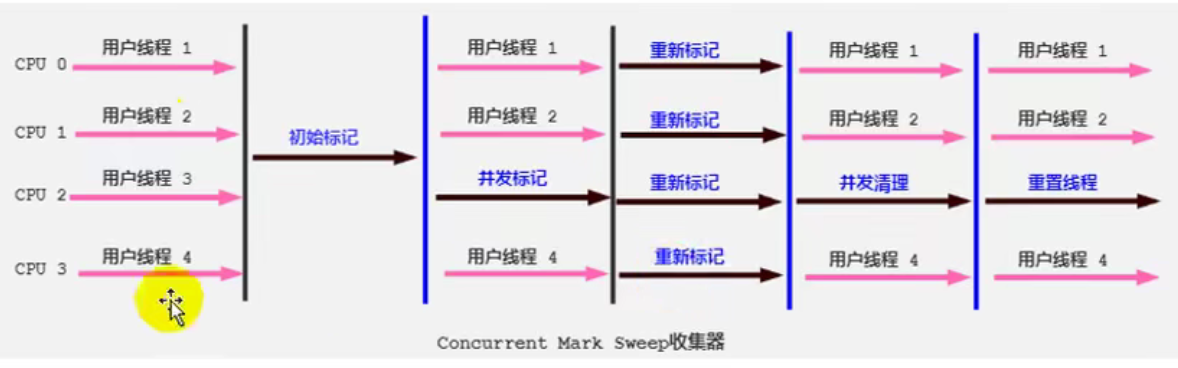 用户线程 1 用户线程 1 重新标记 用户线程 1 用户线程 1
CPU 0
用户线程 2 用户线程 2 重新标记 用户线程 2 用户线程 2
CPU 1
初始标记
用户线程 3 并发标记 重新标记 并发清理 重置线程
CPU 2
用户线程 4 用户线程 4 重新标记 用户线程 4 用户线程 4
CPU 3
Concurrent Mark Sweep收集器